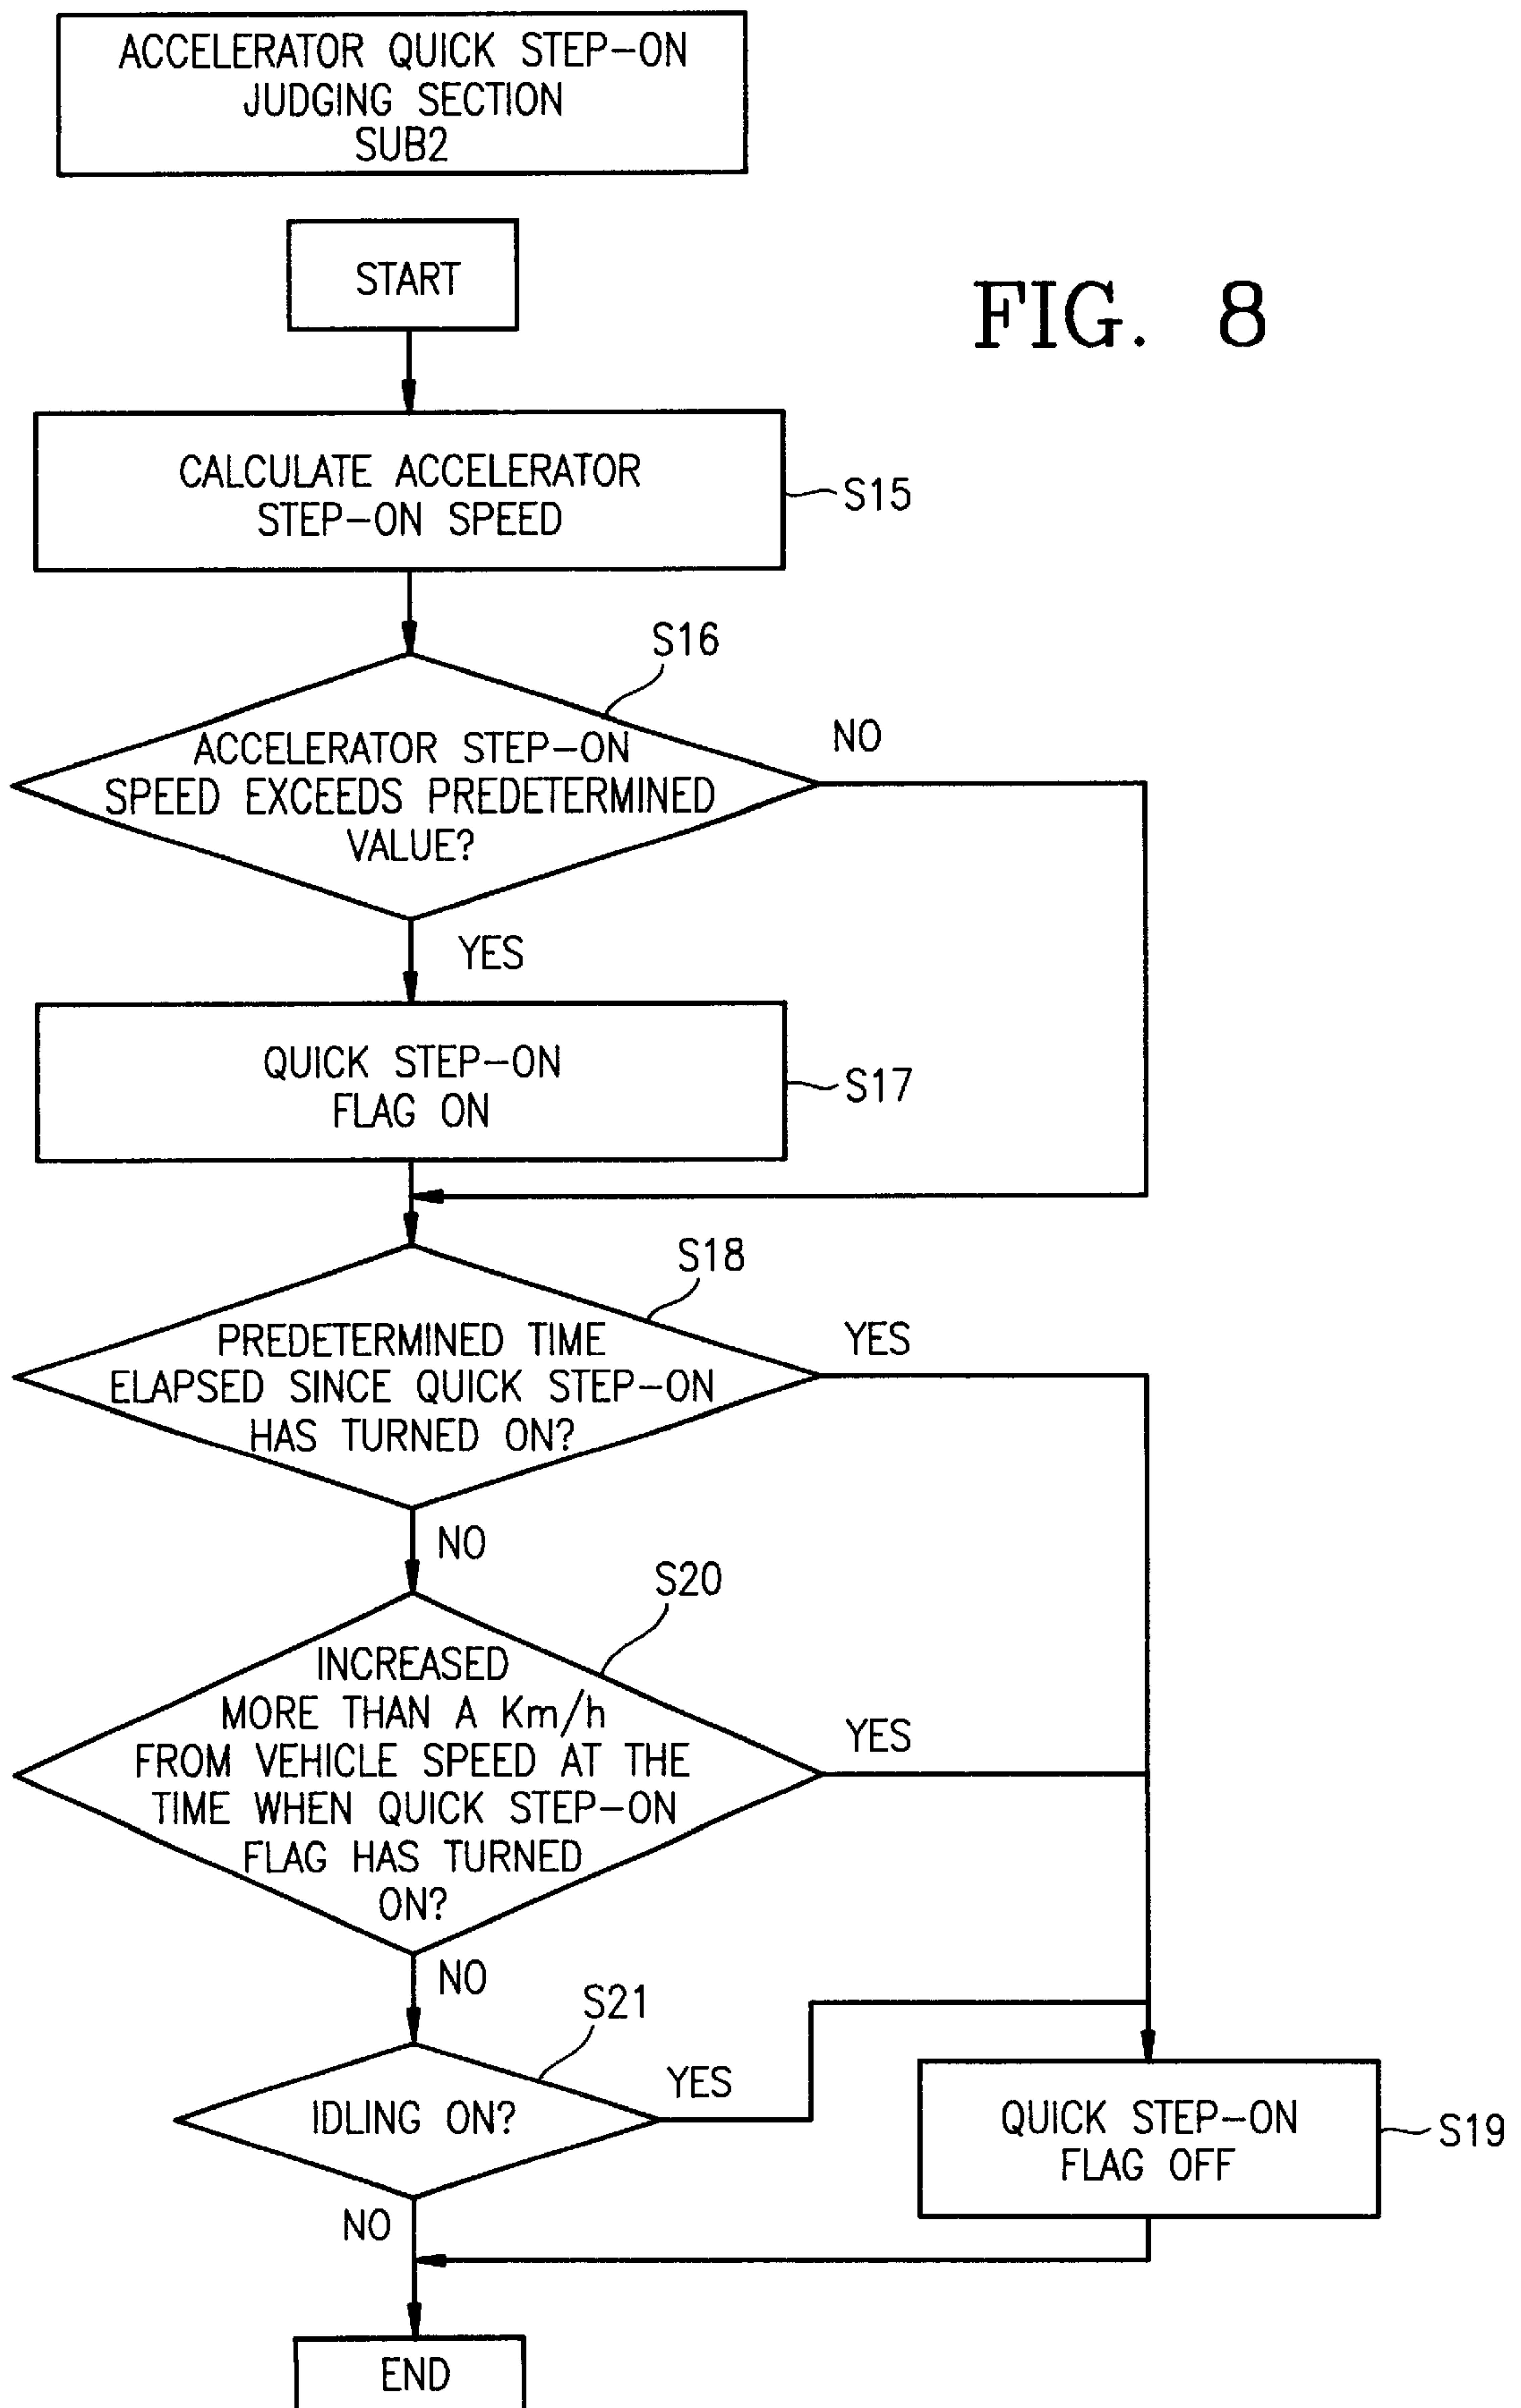 ACCELERATOR QUICK STEP-ON
JUDGING SECTION
SUB2
START
FIG. 8
CALCULATE ACCELERATOR
STEP-ON SPEED
S15
S16
ACCELERATOR STEP-ON
SPEED EXCEEDS PREDETERMINED
VALUE?
NO
YES
QUICK STEP-ON
FLAG ON
S17
S18
PREDETERMINED TIME
ELAPSED SINCE QUICK STEP-ON
HAS TURNED ON?
YES
NO
S20
INCREASED
MORE THAN A Km/h
FROM VEHICLE SPEED AT THE
TIME WHEN QUICK STEP-ON
FLAG HAS TURNED
ON?
YES
NO
S21
IDLING ON?
YES
NO
QUICK STEP-ON
FLAG OFF
S19
END